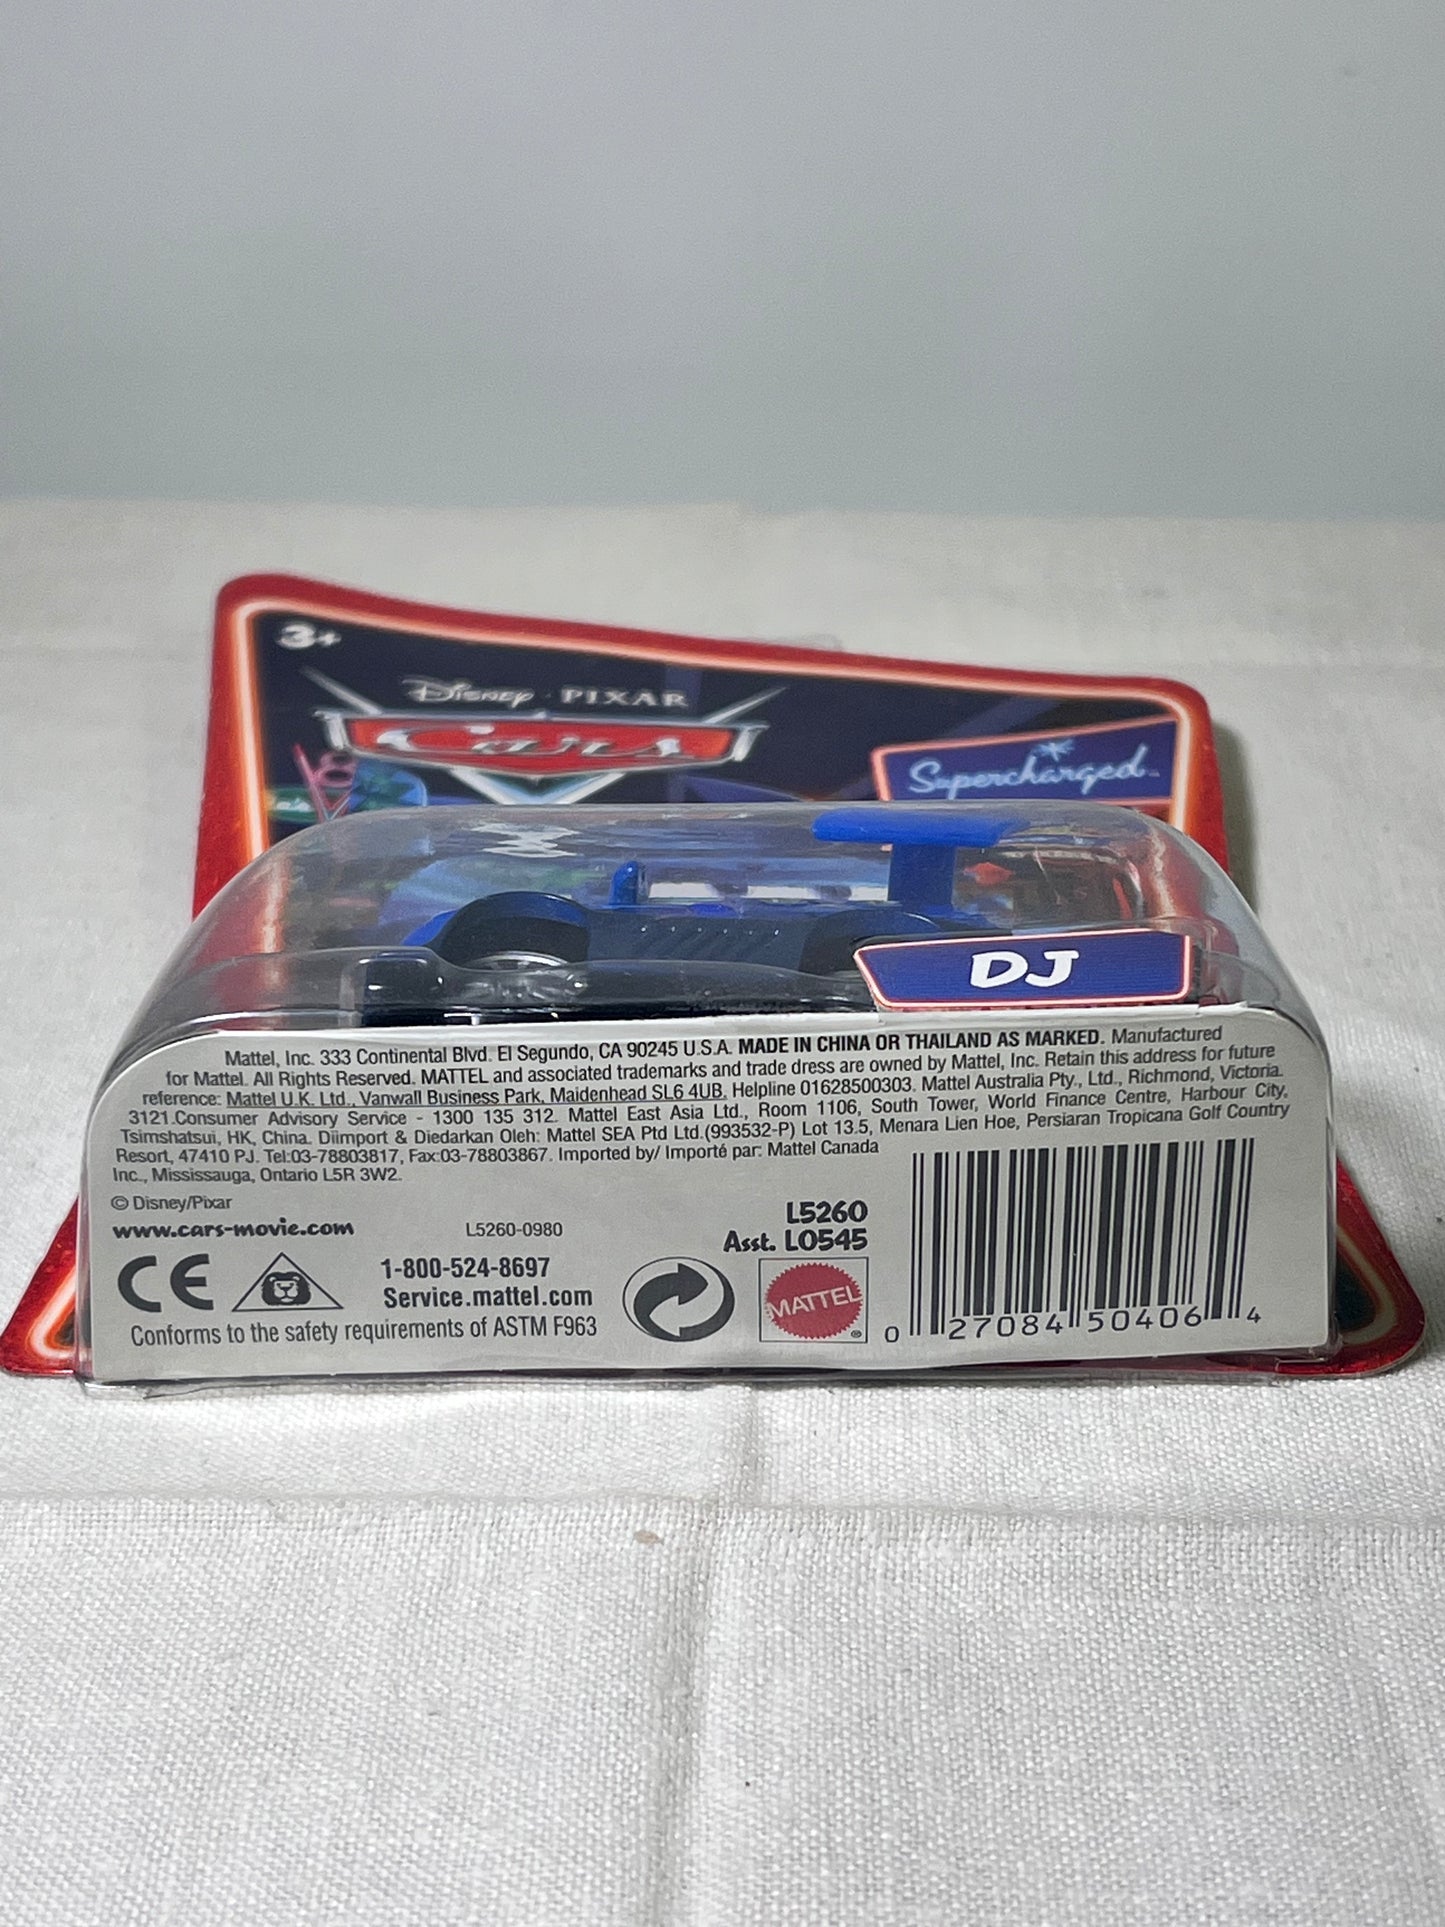 3+
Disney · PIXAR
Cars
Supercharged™
DJ
Mattel, Inc. 333 Continental Blvd. El Segundo, CA 90245 U.S.A. MADE IN CHINA OR THAILAND AS MARKED. Manufactured
for Mattel. All Rights Reserved. MATTEL and associated trademarks and trade dress are owned by Mattel, Inc. Retain this address for future
reference: Mattel U.K. Ltd., Vanwall Business Park, Maidenhead SL6 4UB. Helpline 01628500303. Mattel Australia Pty., Ltd., Richmond, Victoria.
3121.Consumer Advisory Service - 1300 135 312. Mattel East Asia Ltd., Room 1106, South Tower, World Finance Centre, Harbour City,
Tsimshatsui, HK, China. Diimport & Diedarkan Oleh: Mattel SEA Ptd Ltd.(993532-P) Lot 13.5, Menara Lien Hoe, Persiaran Tropicana Golf Country
Resort, 47410 PJ. Tel:03-78803817, Fax:03-78803867. Imported by/ Importé par: Mattel Canada
Inc., Mississauga, Ontario L5R 3W2.
© Disney/Pixar
www.cars-movie.com
L5260-0980
L5260
Asst. L0545
CE
1-800-524-8697
Service.mattel.com
Conforms to the safety requirements of ASTM F963
MATTEL®
0 27084 50406 4